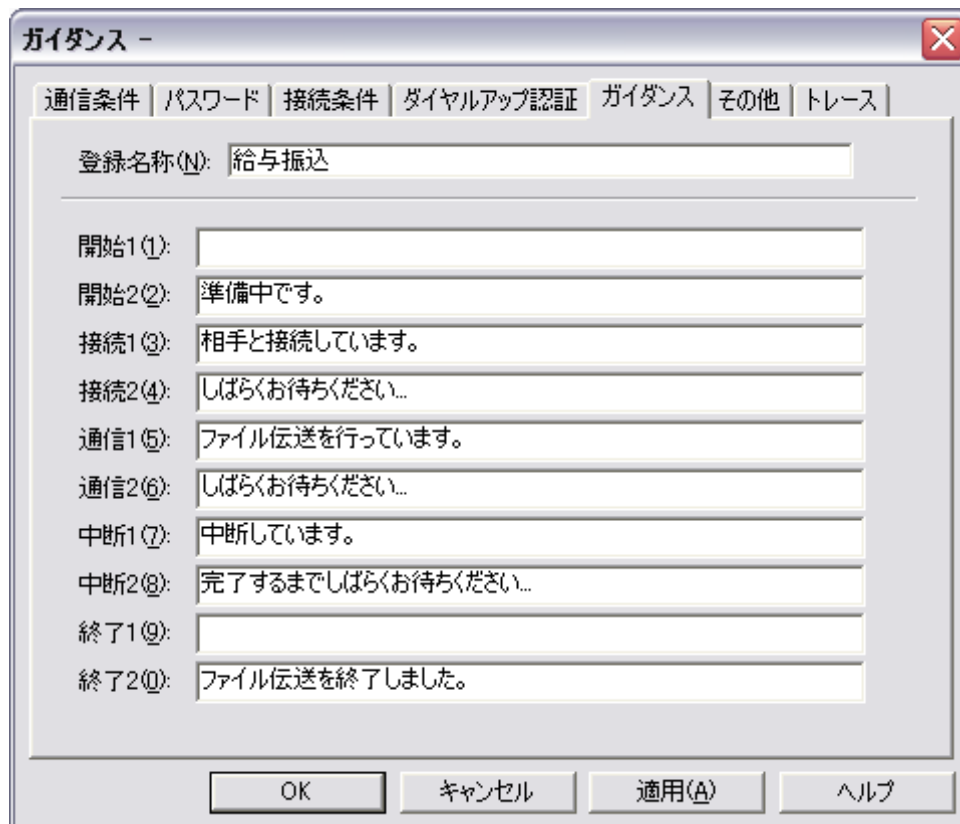 ガイダンス -
通信条件 パスワード 接続条件 ダイヤルアップ認証 ガイダンス その他 トレース
登録名称(N): 給与振込
開始1(1):
開始2(2): 準備中です。
接続1(3): 相手と接続しています。
接続2(4): しばらくお待ちください...
通信1(5): ファイル伝送を行っています。
通信2(6): しばらくお待ちください...
中断1(7): 中断しています。
中断2(8): 完了するまでしばらくお待ちください...
終了1(9):
終了2(0): ファイル伝送を終了しました。
OK キャンセル 適用(A) ヘルプ